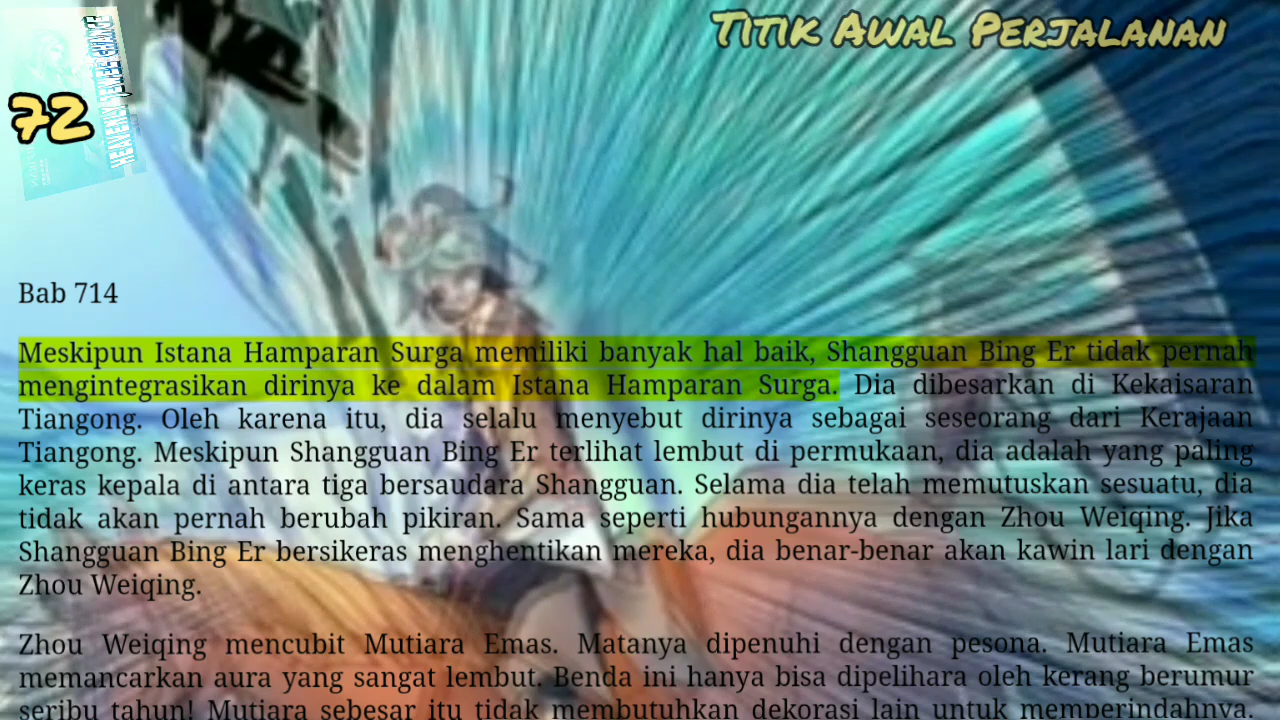 Titik Awal Perjalanan
HEAVENLY JEWEL CHANGE
72
Bab 714
Meskipun Istana Hamparan Surga memiliki banyak hal baik, Shangguan Bing Er tidak pernah
mengintegrasikan dirinya ke dalam Istana Hamparan Surga. Dia dibesarkan di Kekaisaran
Tiangong. Oleh karena itu, dia selalu menyebut dirinya sebagai seseorang dari Kerajaan
Tiangong. Meskipun Shangguan Bing Er terlihat lembut di permukaan, dia adalah yang paling
keras kepala di antara tiga bersaudara Shangguan. Selama dia telah memutuskan sesuatu, dia
tidak akan pernah berubah pikiran. Sama seperti hubungannya dengan Zhou Weiqing. Jika
Shangguan Bing Er bersikeras menghentikan mereka, dia benar-benar akan kawin lari dengan
Zhou Weiqing.
Zhou Weiqing mencubit Mutiara Emas. Matanya dipenuhi dengan pesona. Mutiara Emas
memancarkan aura yang sangat lembut. Benda ini hanya bisa dipelihara oleh kerang berumur
seribu tahun! Mutiara sebesar itu tidak membutuhkan dekorasi lain untuk memperindahnya.